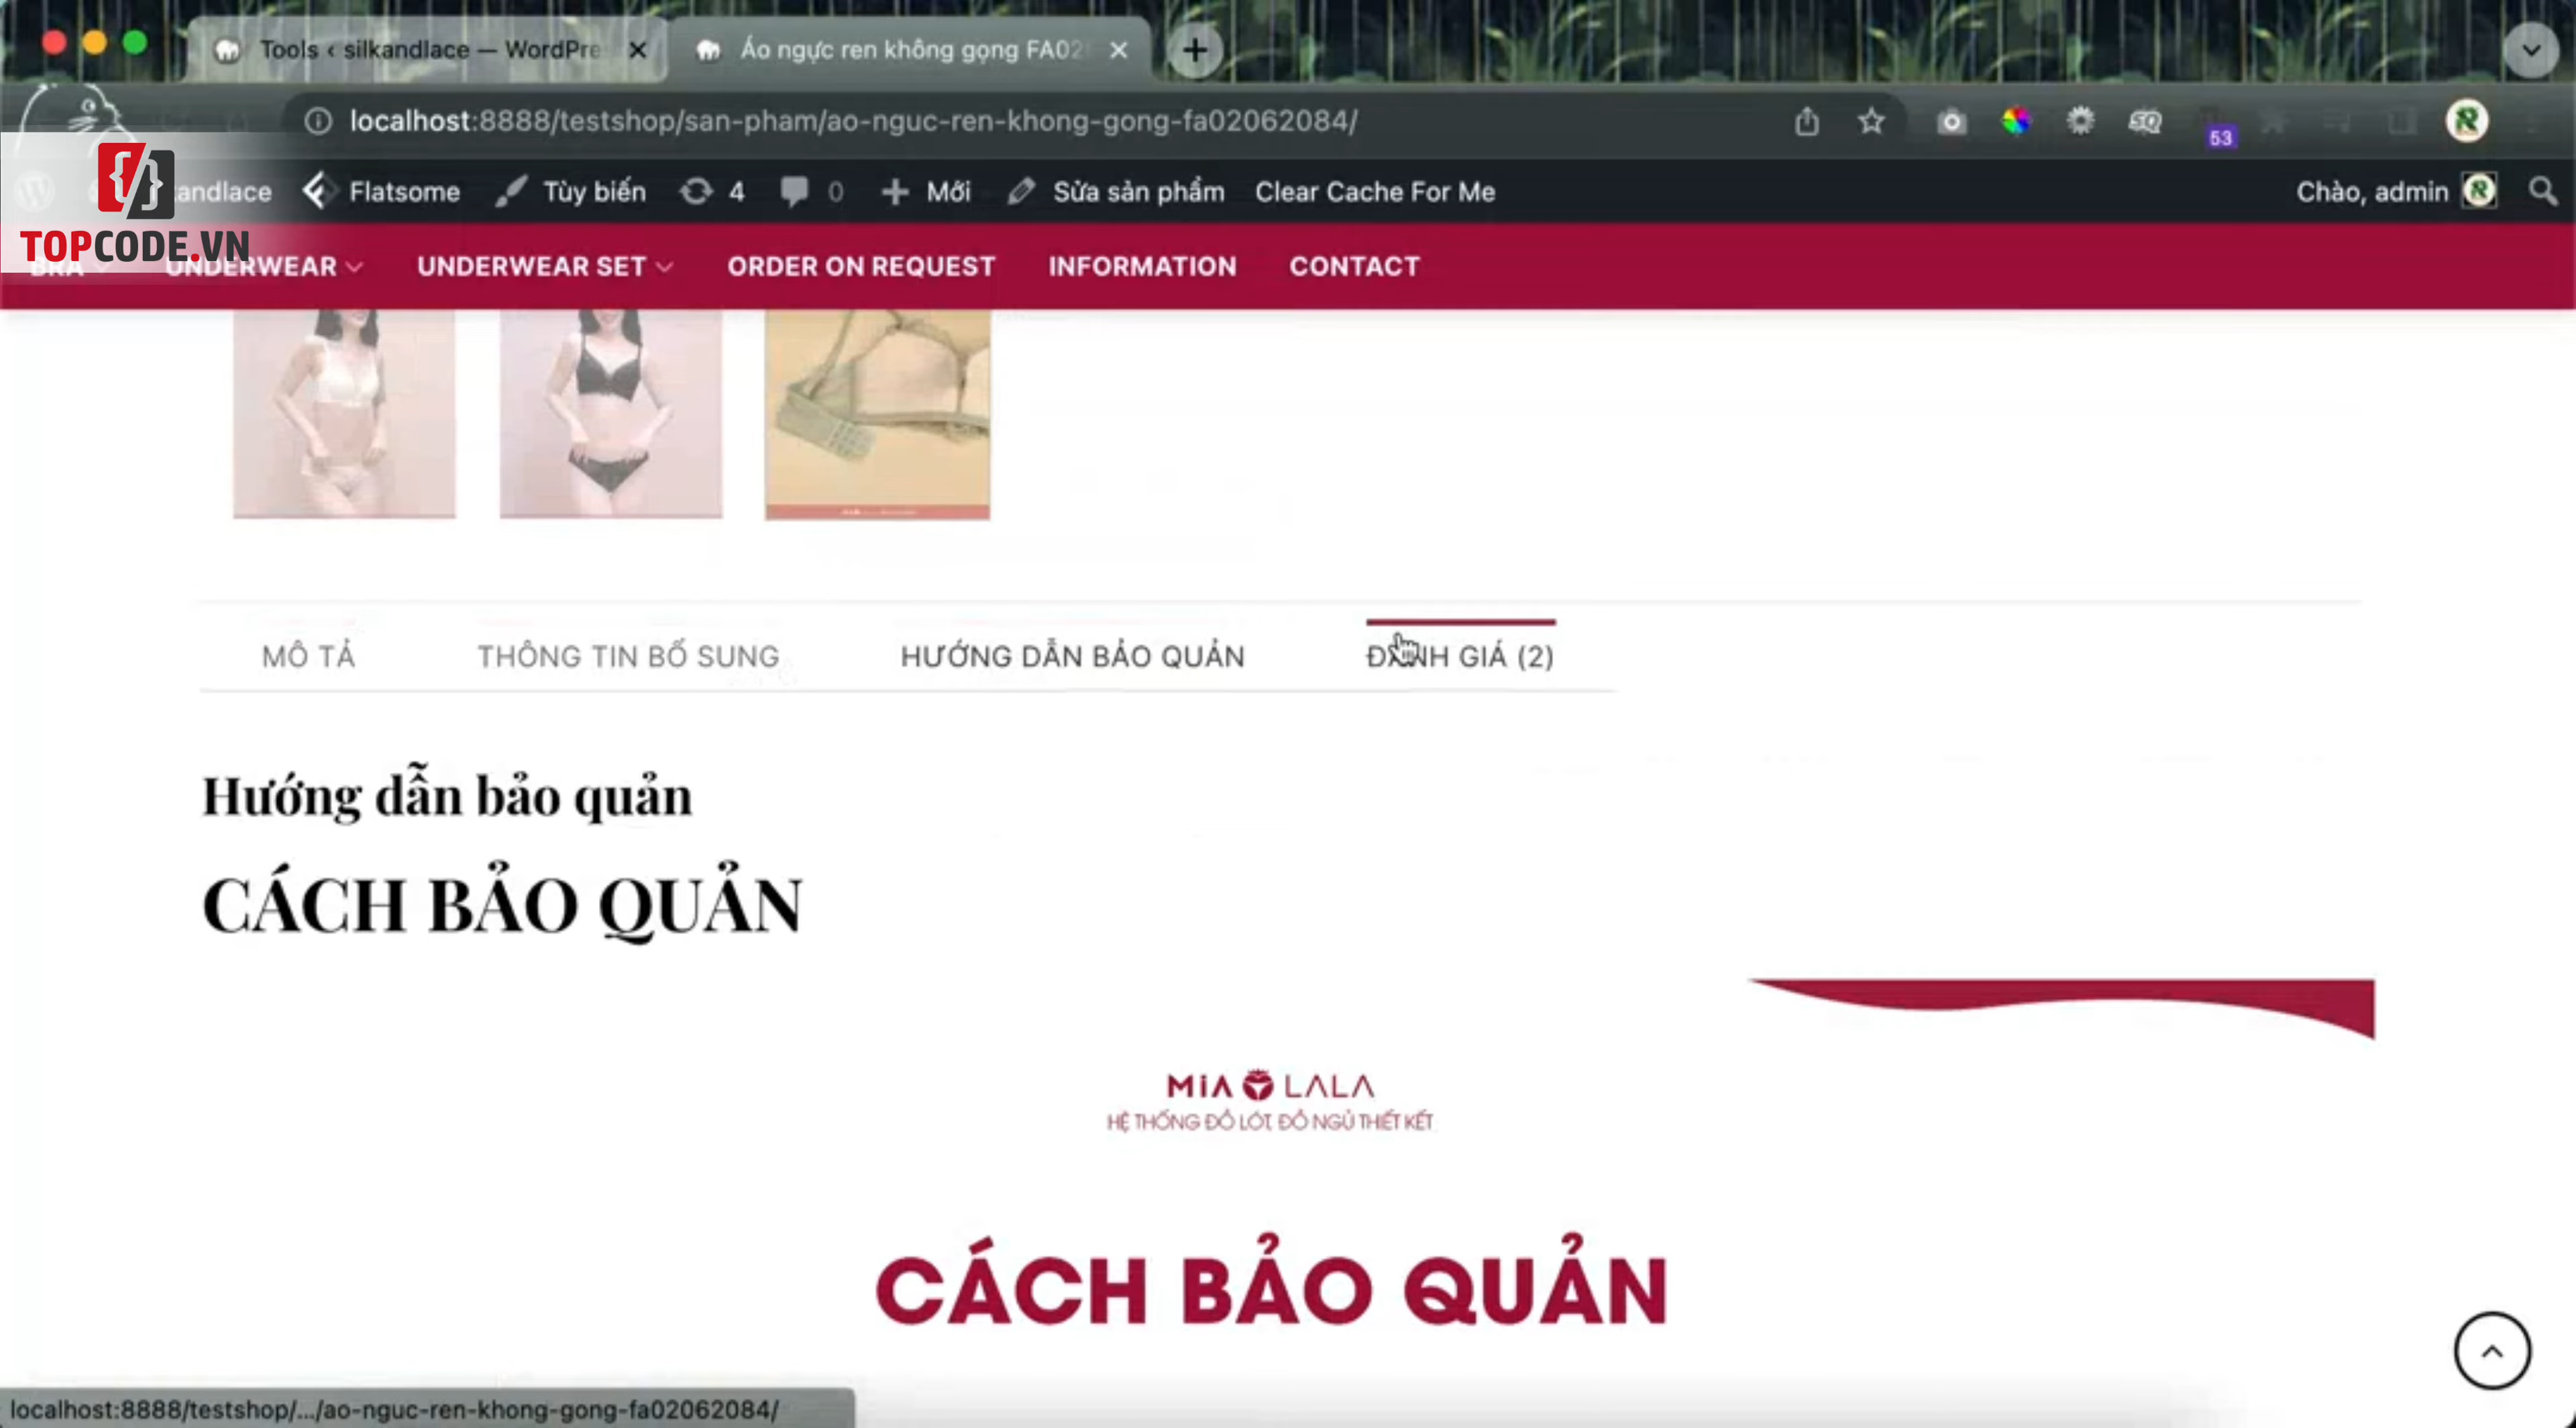 Tools ‹ silkandlace — WordPre
Áo ngực ren không gọng FA02
localhost:8888/testshop/san-pham/ao-nguc-ren-khong-gong-fa02062084/
53
TOPCODE.VN
andlace
Flatsome
Tùy biến
4
0
Mới
Sửa sản phẩm
Clear Cache For Me
Chào, admin
BRA
UNDERWEAR
UNDERWEAR SET
ORDER ON REQUEST
INFORMATION
CONTACT
MÔ TẢ
THÔNG TIN BỔ SUNG
HƯỚNG DẪN BẢO QUẢN
ĐÁNH GIÁ (2)
Hướng dẫn bảo quản
CÁCH BẢO QUẢN
MiA LALA
HỆ THỐNG ĐỒ LÓT, ĐỒ NGỦ THIẾT KẾT
CÁCH BẢO QUẢN
localhost:8888/testshop/.../ao-nguc-ren-khong-gong-fa02062084/